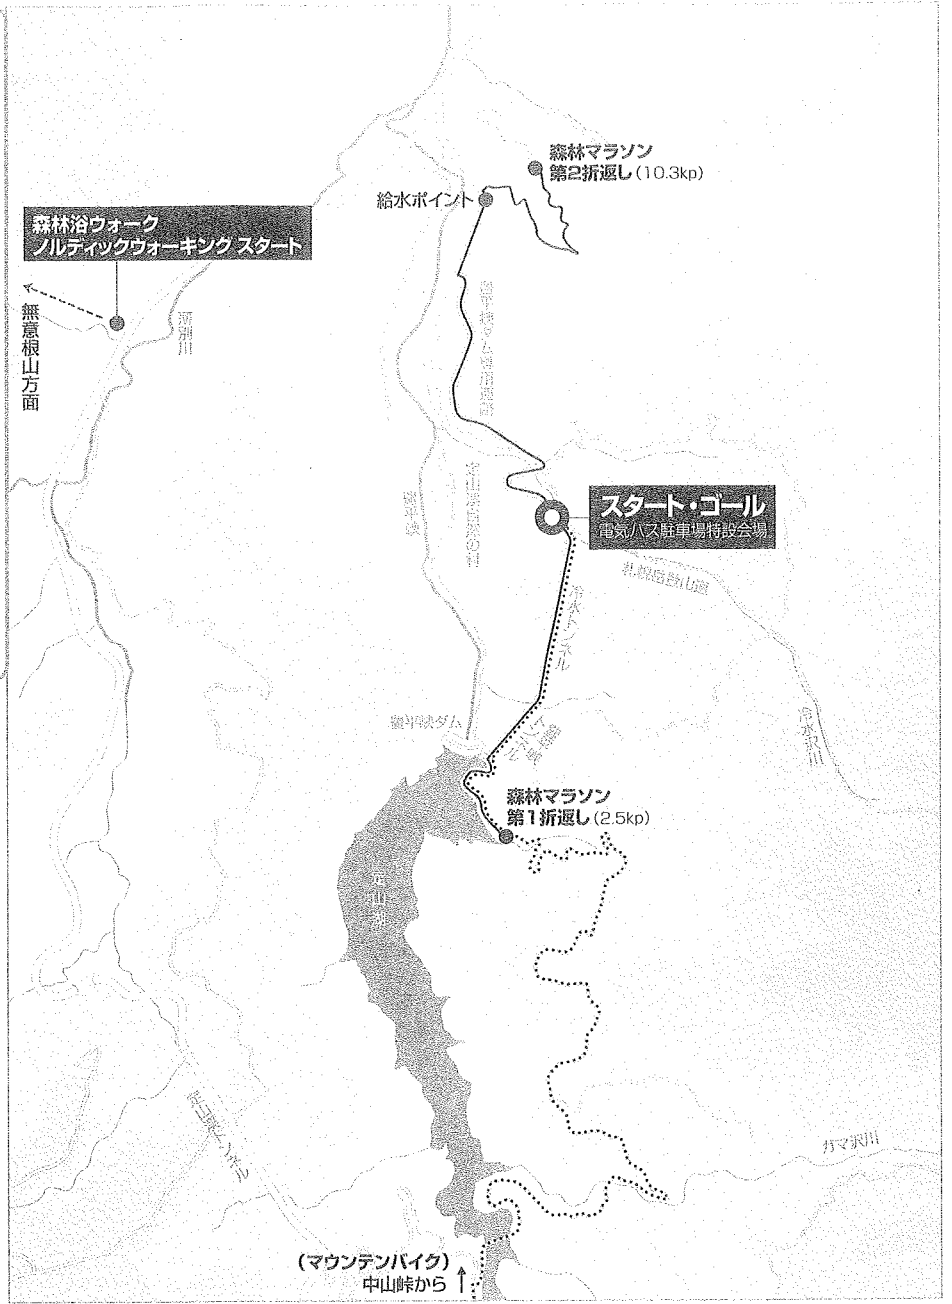 森林マラソン
第2折返し(10.3kp)
給水ポイント
森林浴ウォーク
ノルディックウォーキング スタート
無意根山方面
薄別川
スタート・ゴール
電気バス駐車場特設会場
札幌岳登山道
冷水トンネル
冷水沢川
豊平峡ダム
森林マラソン
第1折返し(2.5kp)
定山湖
ガマ沢川
(マウンテンバイク)
中山峠から